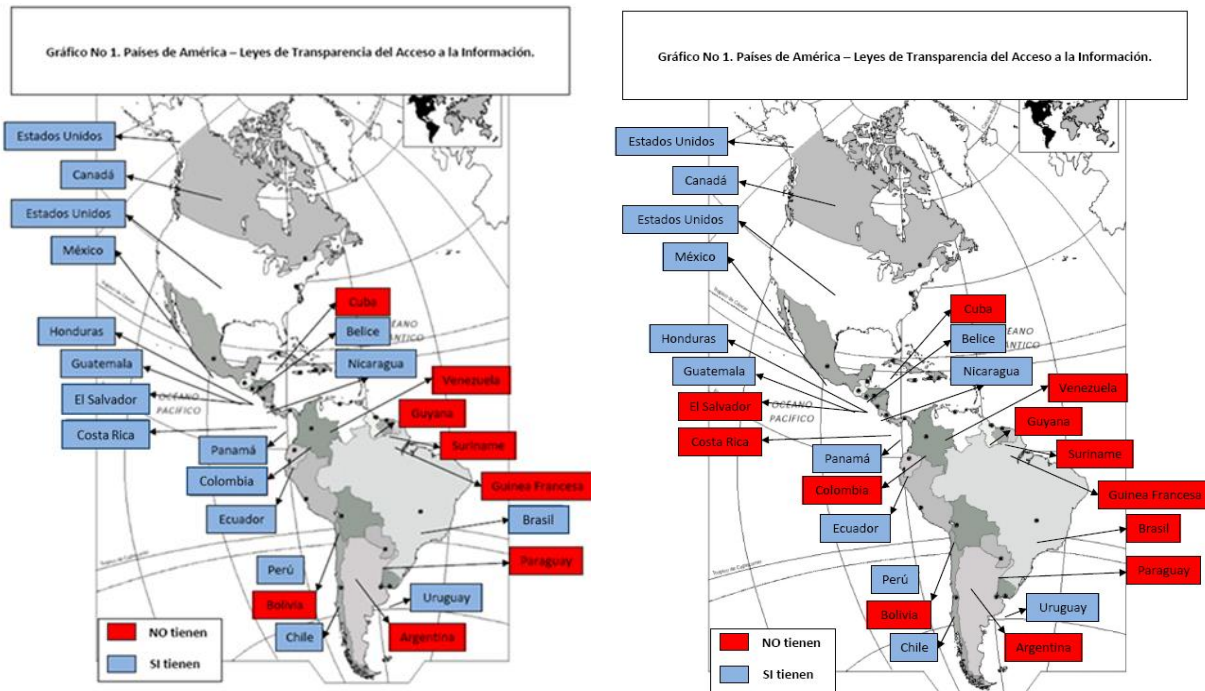 Gráfico No 1. Países de América – Leyes de Transparencia del Acceso a la Información.
Estados Unidos
Canadá
Estados Unidos
México
Cuba
Honduras
Belice
Guatemala
Nicaragua
El Salvador
OCÉANO
PACÍFICO
Venezuela
Guyana
Costa Rica
Panamá
Suriname
Colombia
Guinea Francesa
Ecuador
Brasil
Perú
Paraguay
Bolivia
Uruguay
Chile
Argentina
NO tienen
SI tienen
Gráfico No 1. Países de América – Leyes de Transparencia del Acceso a la Información.
Estados Unidos
Canadá
Estados Unidos
México
Cuba
Honduras
Belice
Guatemala
Nicaragua
Venezuela
El Salvador
OCÉANO
PACÍFICO
Guyana
Costa Rica
Panamá
Suriname
Colombia
Guinea Francesa
Ecuador
Brasil
Paraguay
Perú
Bolivia
Uruguay
Chile
Argentina
NO tienen
SI tienen